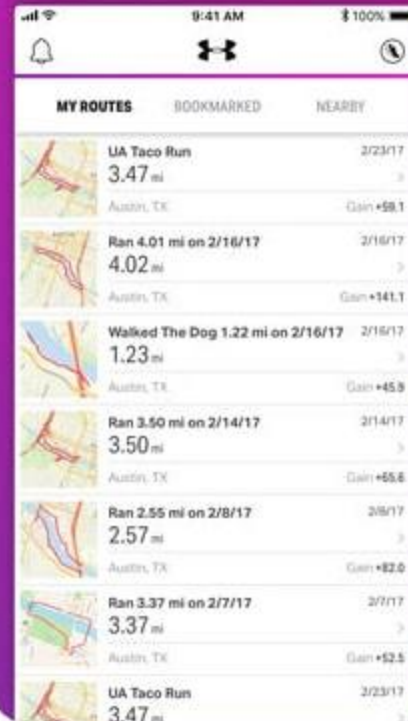 9:41 AM
100%
MY ROUTES BOOKMARKED NEARBY
UA Taco Run 2/23/17
3.47 mi
Austin, TX Gain +59.1
Ran 4.01 mi on 2/16/17 2/16/17
4.02 mi
Austin, TX Gain +141.1
Walked The Dog 1.22 mi on 2/16/17 2/16/17
1.23 mi
Austin, TX Gain +45.9
Ran 3.50 mi on 2/14/17 2/14/17
3.50 mi
Austin, TX Gain +65.6
Ran 2.55 mi on 2/8/17 2/8/17
2.57 mi
Austin, TX Gain +82.0
Ran 3.37 mi on 2/7/17 2/7/17
3.37 mi
Austin, TX Gain +52.5
UA Taco Run 2/23/17
3.47 mi